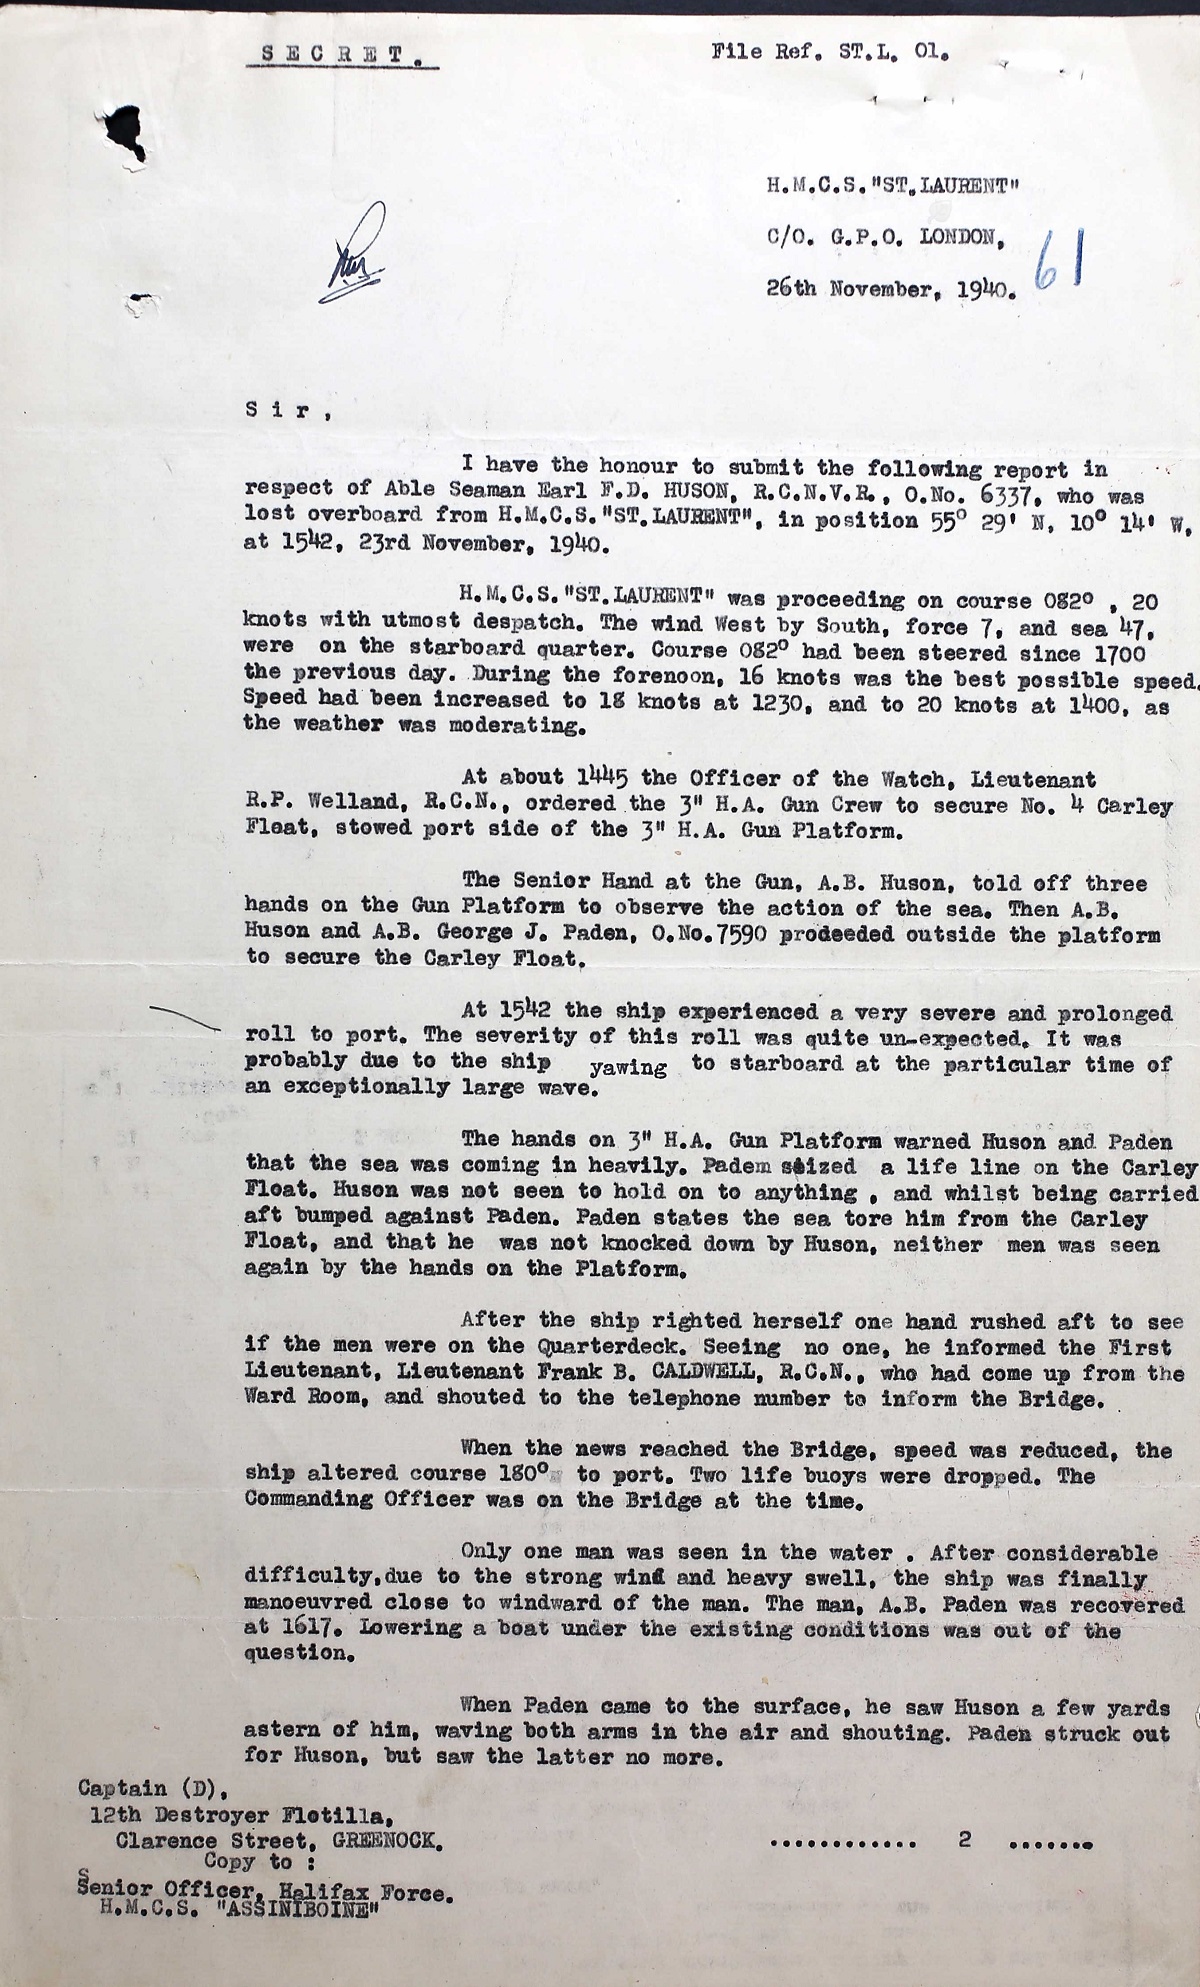 SECRET.
File Ref. ST.L. 01.
H.M.C.S."ST.LAURENT"
C/O. G.P.O. LONDON,
26th November, 1940.
61
Sir,
I have the honour to submit the following report in
respect of Able Seaman Earl F.D. HUSON, R.C.N.V.R., O.No. 6337, who was
lost overboard from H.M.C.S."ST.LAURENT", in position 55° 29' N, 10° 14' W,
at 1542, 23rd November, 1940.
H.M.C.S."ST.LAURENT" was proceeding on course 082° , 20
knots with utmost despatch. The wind West by South, force 7, and sea 47,
were on the starboard quarter. Course 082° had been steered since 1700
the previous day. During the forenoon, 16 knots was the best possible speed.
Speed had been increased to 18 knots at 1230, and to 20 knots at 1400, as
the weather was moderating.
At about 1445 the Officer of the Watch, Lieutenant
R.P. Welland, R.C.N., ordered the 3" H.A. Gun Crew to secure No. 4 Carley
Float, stowed port side of the 3" H.A. Gun Platform.
The Senior Hand at the Gun, A.B. Huson, told off three
hands on the Gun Platform to observe the action of the sea. Then A.B.
Huson and A.B. George J. Paden, O.No.7590 prodeeded outside the platform
to secure the Carley Float.
At 1542 the ship experienced a very severe and prolonged
roll to port. The severity of this roll was quite un-expected. It was
probably due to the ship yawing to starboard at the particular time of
an exceptionally large wave.
The hands on 3" H.A. Gun Platform warned Huson and Paden
that the sea was coming in heavily. Padem seized a life line on the Carley
Float. Huson was not seen to hold on to anything , and whilst being carried
aft bumped against Paden. Paden states the sea tore him from the Carley
Float, and that he was not knocked down by Huson, neither men was seen
again by the hands on the Platform.
After the ship righted herself one hand rushed aft to see
if the men were on the Quarterdeck. Seeing no one, he informed the First
Lieutenant, Lieutenant Frank B. CALDWELL, R.C.N., who had come up from the
Ward Room, and shouted to the telephone number to inform the Bridge.
When the news reached the Bridge, speed was reduced, the
ship altered course 180° to port. Two life buoys were dropped. The
Commanding Officer was on the Bridge at the time.
Only one man was seen in the water . After considerable
difficulty,due to the strong wind and heavy swell, the ship was finally
manoeuvred close to windward of the man. The man, A.B. Paden was recovered
at 1617. Lowering a boat under the existing conditions was out of the
question.
When Paden came to the surface, he saw Huson a few yards
astern of him, waving both arms in the air and shouting. Paden struck out
for Huson, but saw the latter no more.
Captain (D),
12th Destroyer Flotilla,
Clarence Street, GREENOCK.
............ 2 .......
Copy to :
Senior Officer, Halifax Force.
H.M.C.S. "ASSINIBOINE"